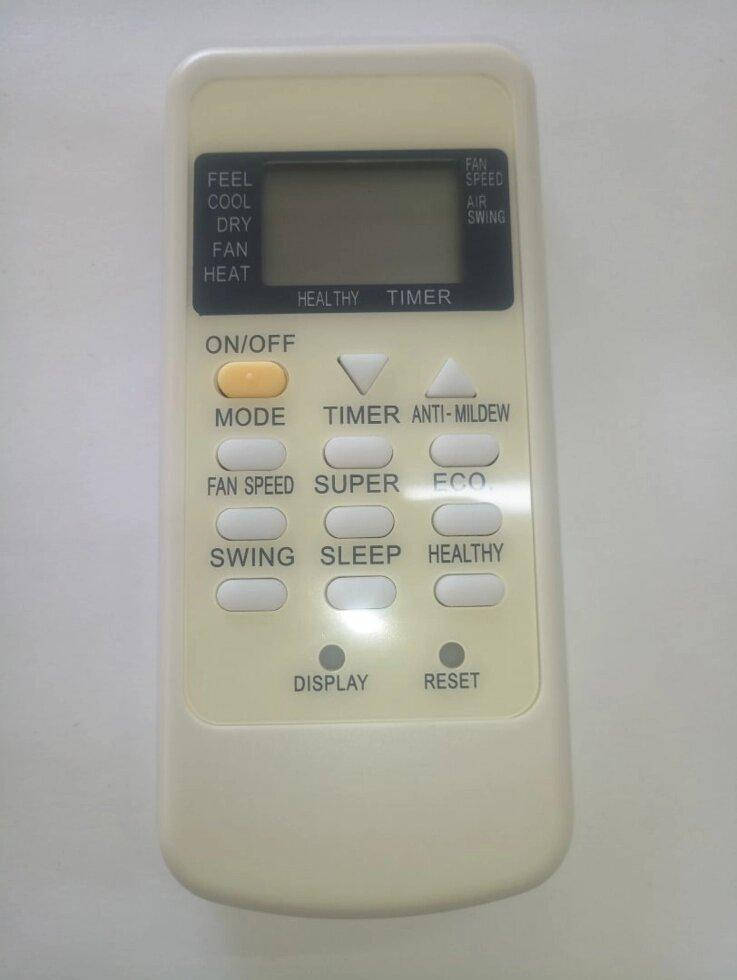 FEEL
COOL
DRY
FAN
HEAT
FAN
SPEED
AIR
SWING
HEALTHY TIMER
ON/OFF
MODE TIMER ANTI-MILDEW
FAN SPEED SUPER ECO.
SWING SLEEP HEALTHY
DISPLAY RESET